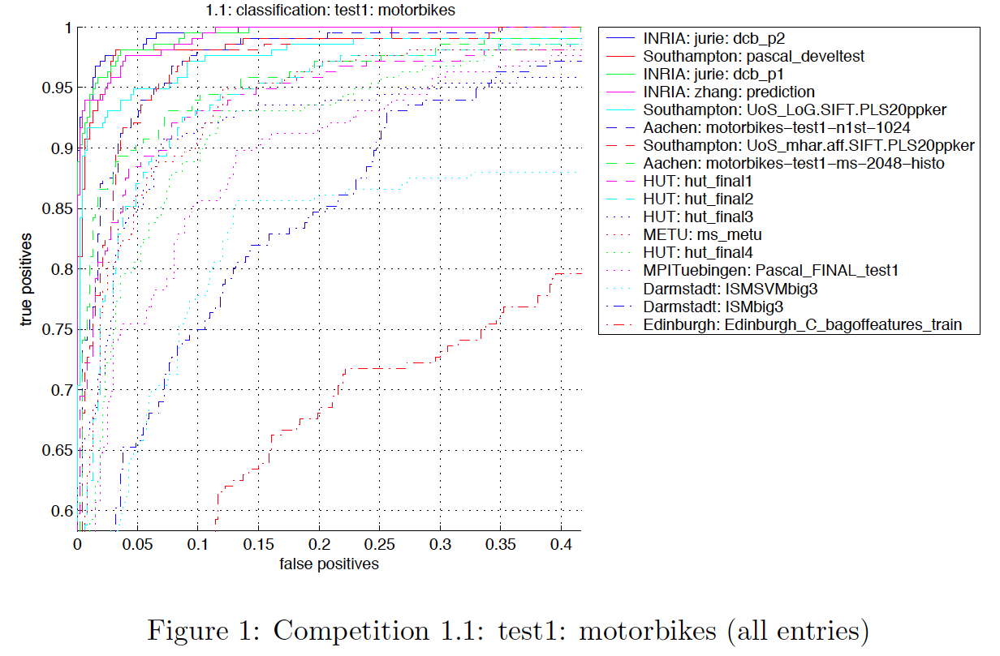 1.1: classification: test1: motorbikes
1
0.95
0.9
0.85
0.8
0.75
0.7
0.65
0.6
true positives
0 0.05 0.1 0.15 0.2 0.25 0.3 0.35 0.4
false positives
INRIA: jurie: dcb_p2
Southampton: pascal_develtest
INRIA: jurie: dcb_p1
INRIA: zhang: prediction
Southampton: UoS_LoG.SIFT.PLS20ppker
Aachen: motorbikes-test1-n1st-1024
Southampton: UoS_mhar.aff.SIFT.PLS20ppker
Aachen: motorbikes-test1-ms-2048-histo
HUT: hut_final1
HUT: hut_final2
HUT: hut_final3
METU: ms_metu
HUT: hut_final4
MPITuebingen: Pascal_FINAL_test1
Darmstadt: ISMSVMbig3
Darmstadt: ISMbig3
Edinburgh: Edinburgh_C_bagoffeatures_train
Figure 1: Competition 1.1: test1: motorbikes (all entries)